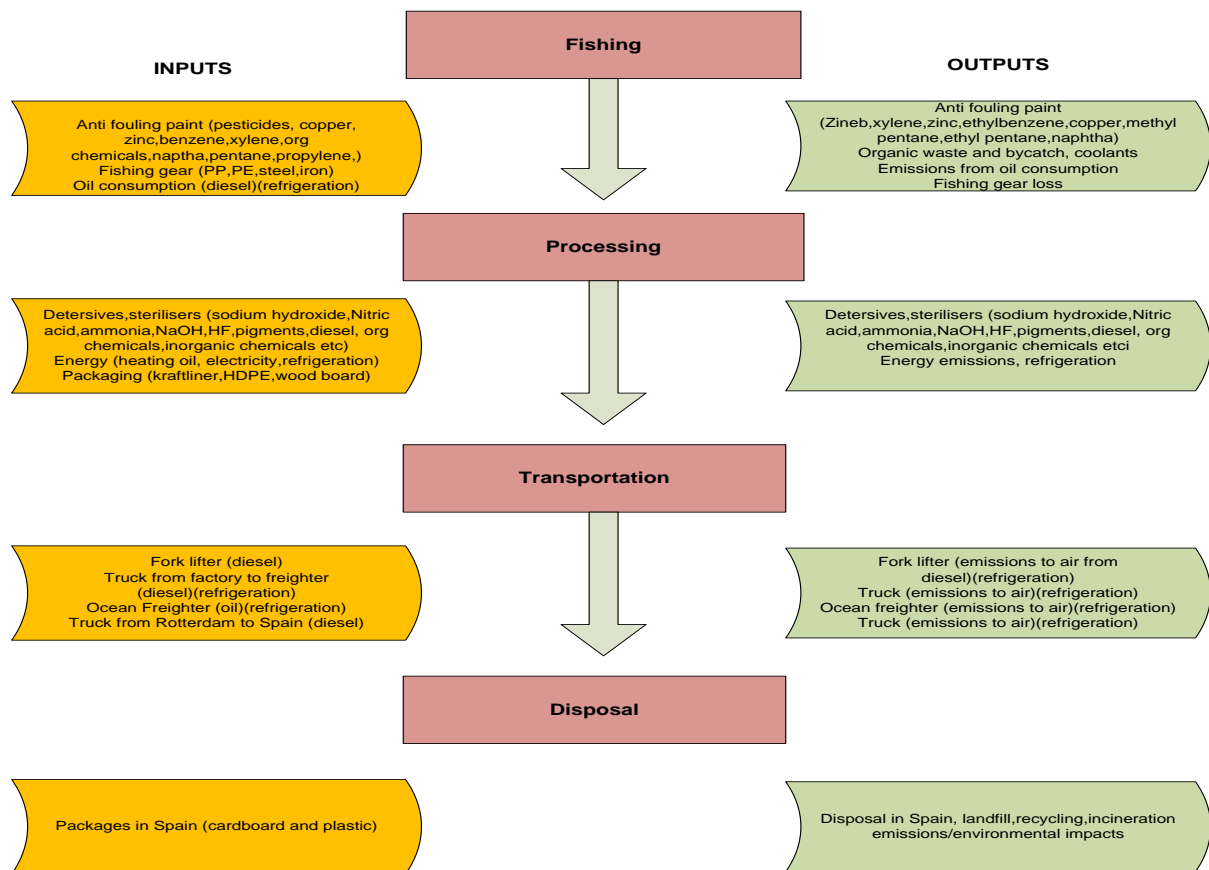 Fishing
INPUTS
OUTPUTS
Anti fouling paint (pesticides, copper,
zinc,benzene,xylene,org
chemicals,naptha,pentane,propylene,)
Fishing gear (PP,PE,steel,iron)
Oil consumption (diesel)(refrigeration)
Anti fouling paint
(Zineb,xylene,zinc,ethylbenzene,copper,methyl
pentane,ethyl pentane,naphtha)
Organic waste and bycatch, coolants
Emissions from oil consumption
Fishing gear loss
Processing
Detersives,sterilisers (sodium hydroxide,Nitric
acid,ammonia,NaOH,HF,pigments,diesel, org
chemicals,inorganic chemicals etc)
Energy (heating oil, electricity,refrigeration)
Packaging (kraftliner,HDPE,wood board)
Detersives,sterilisers (sodium hydroxide,Nitric
acid,ammonia,NaOH,HF,pigments,diesel, org
chemicals,inorganic chemicals etci
Energy emissions, refrigeration
Transportation
Fork lifter (diesel)
Truck from factory to freighter
(diesel)(refrigeration)
Ocean Freighter (oil)(refrigeration)
Truck from Rotterdam to Spain (diesel)
Fork lifter (emissions to air from
diesel)(refrigeration)
Truck (emissions to air)(refrigeration)
Ocean freighter (emissions to air)(refrigeration)
Truck (emissions to air)(refrigeration)
Disposal
Packages in Spain (cardboard and plastic)
Disposal in Spain, landfill,recycling,incineration
emissions/environmental impacts